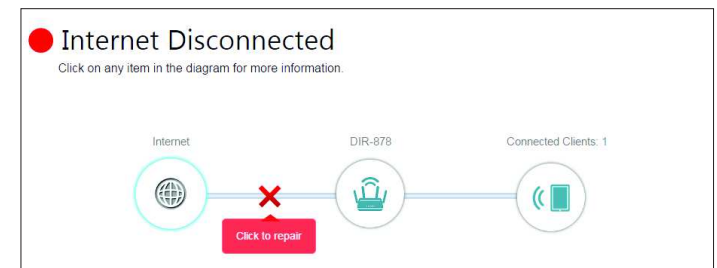 Internet Disconnected
Click on any item in the diagram for more information.
Internet
DIR-878
Connected Clients: 1
Click to repair